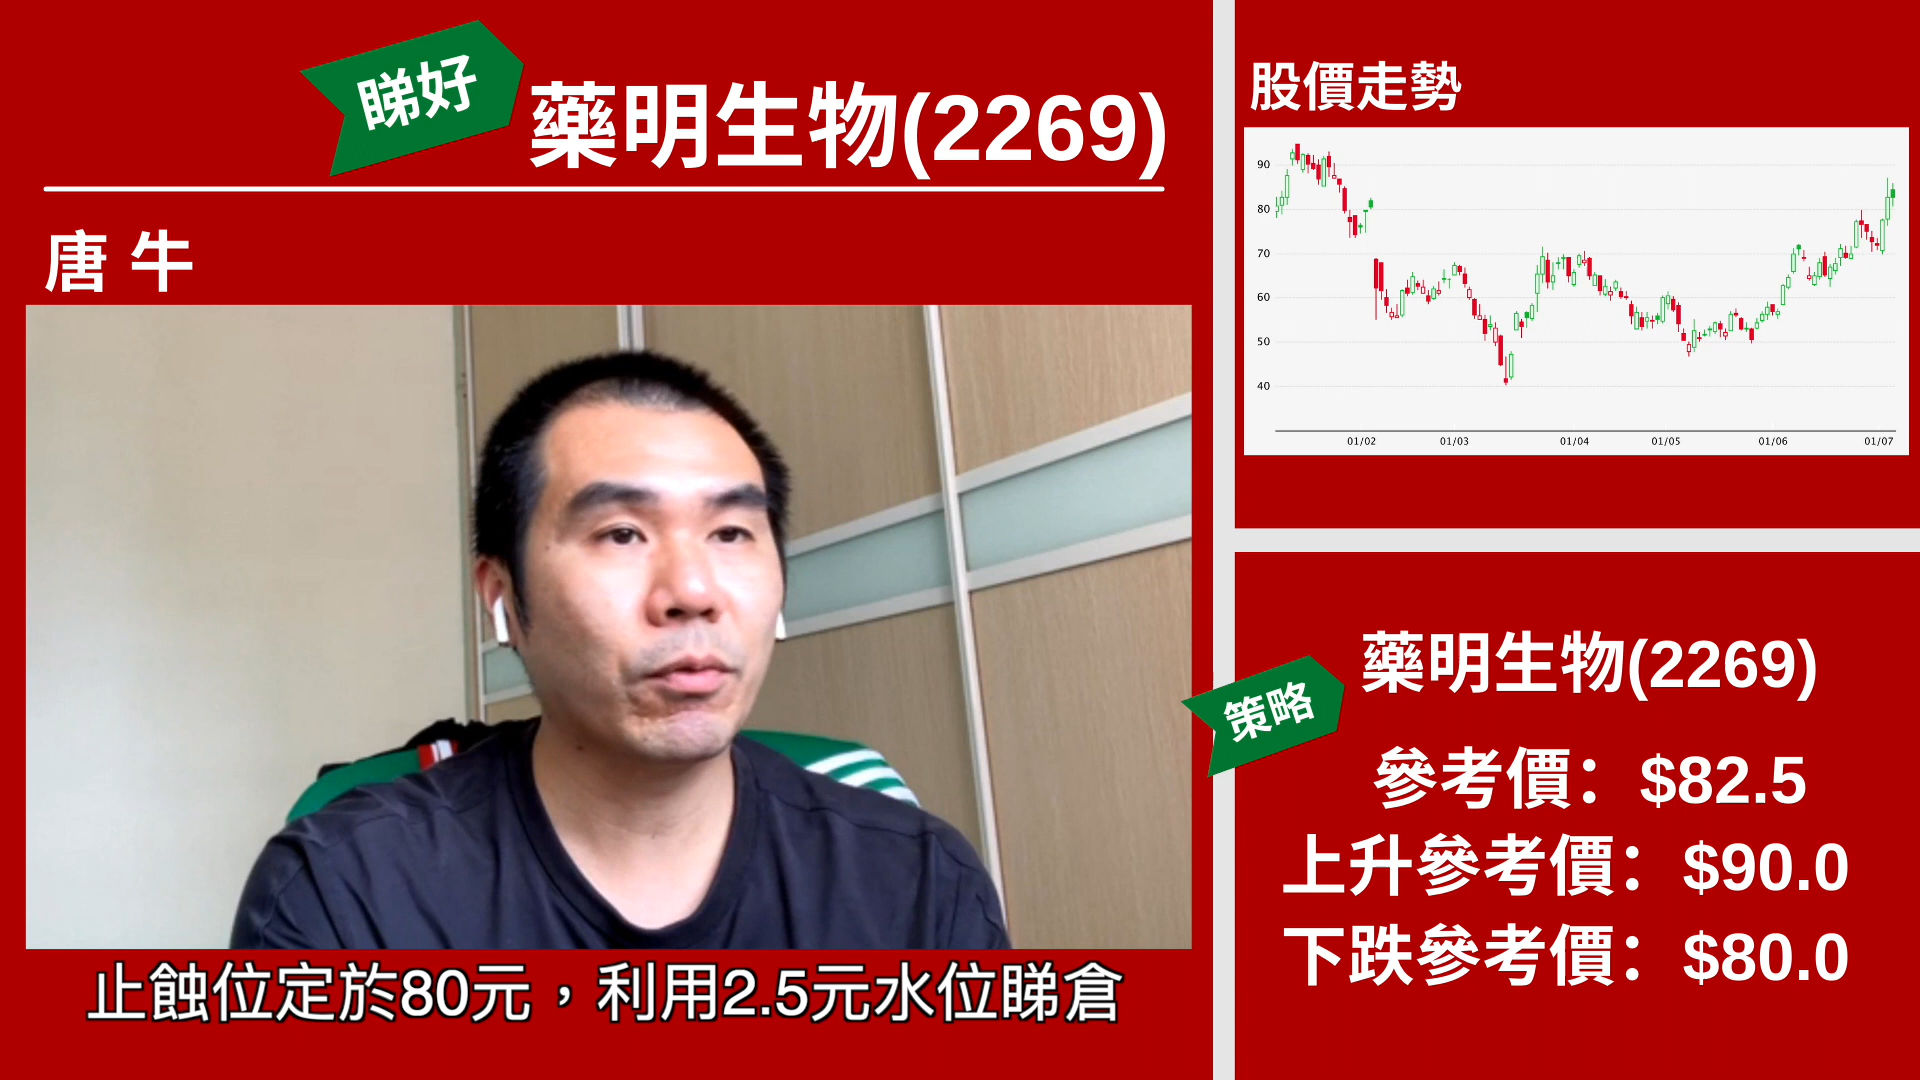 睇好
藥明生物(2269)
唐 牛
止蝕位定於80元，利用2.5元水位睇倉
股價走勢
90
80
70
60
50
40
01/02 01/03 01/04 01/05 01/06 01/07
策略
藥明生物(2269)
參考價：$82.5
上升參考價：$90.0
下跌參考價：$80.0